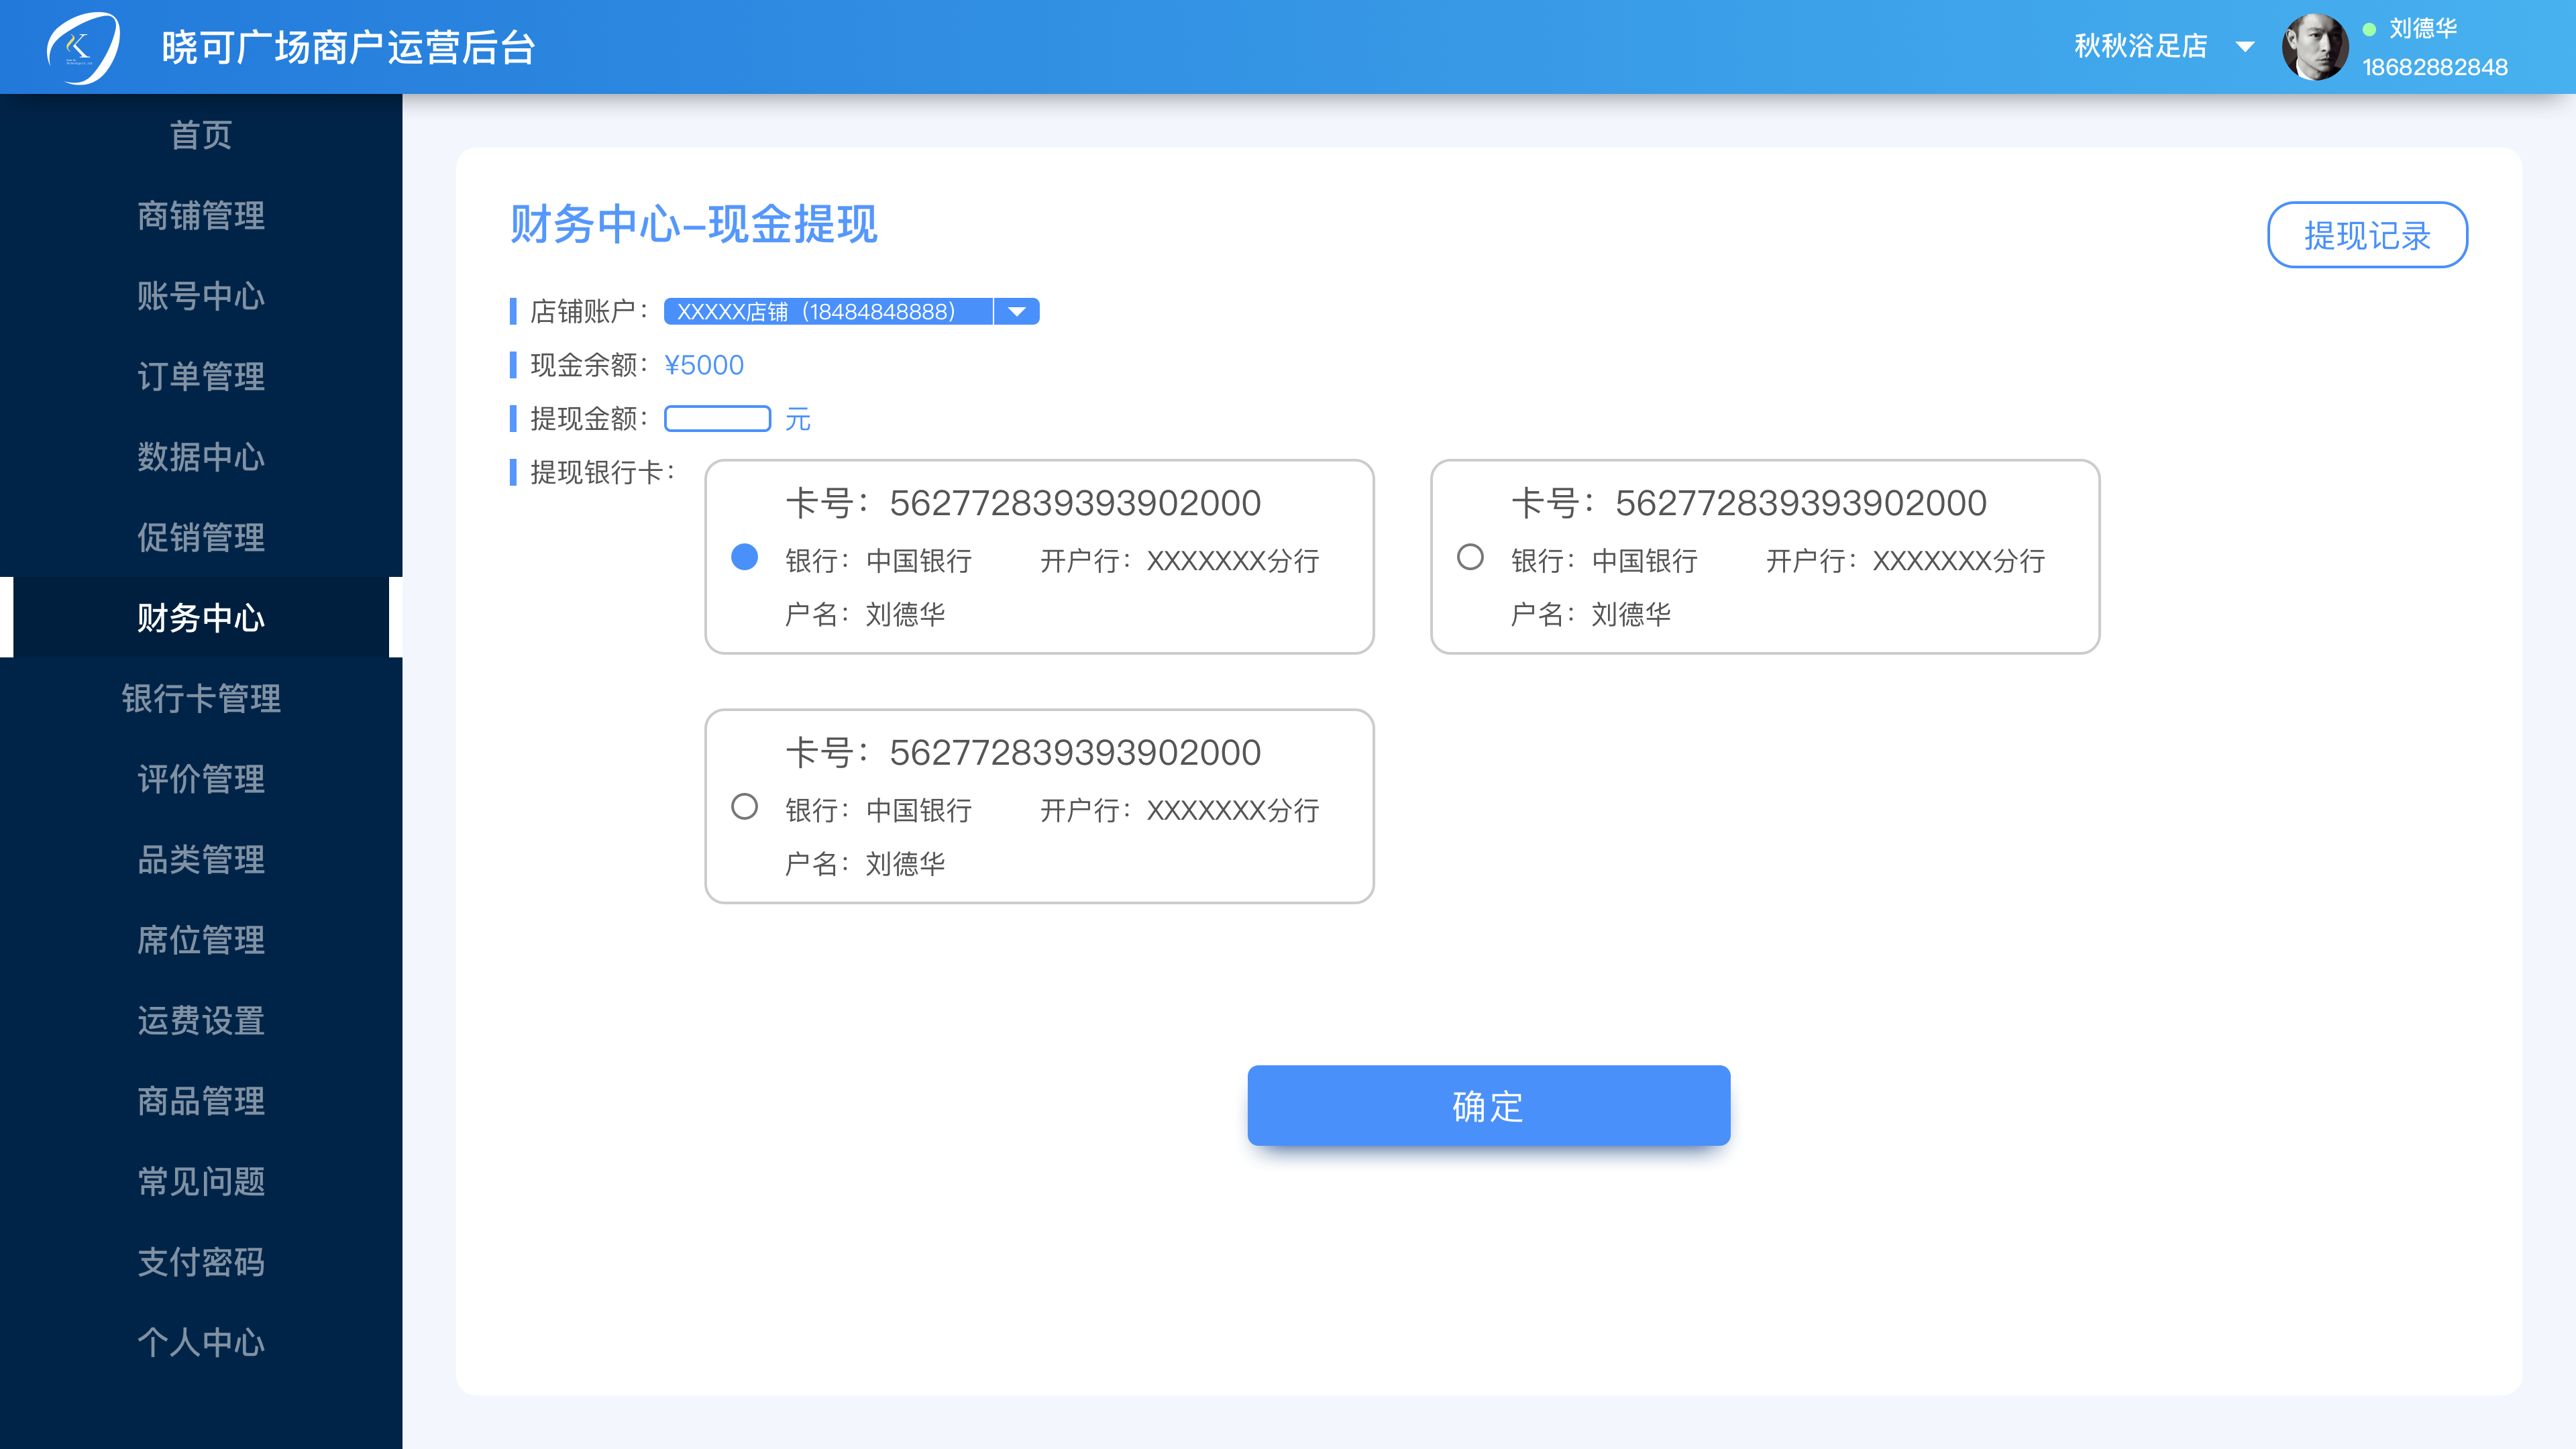 晓可广场商户运营后台
秋秋浴足店
刘德华
18682882848
首页
商铺管理
账号中心
订单管理
数据中心
促销管理
财务中心
银行卡管理
评价管理
品类管理
席位管理
运费设置
商品管理
常见问题
支付密码
个人中心
财务中心-现金提现
提现记录
店铺账户： XXXXX店铺（18484848888）
现金余额： ¥5000
提现金额： 元
提现银行卡：
卡号：562772839393902000
银行：中国银行 开户行：XXXXXXX分行
户名：刘德华
卡号：562772839393902000
银行：中国银行 开户行：XXXXXXX分行
户名：刘德华
卡号：562772839393902000
银行：中国银行 开户行：XXXXXXX分行
户名：刘德华
确定